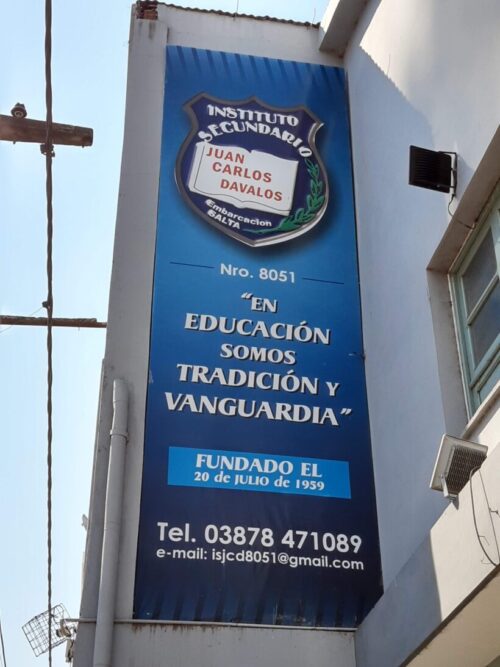 INSTITUTO
SECUNDARIO
JUAN
CARLOS
DAVALOS
Embarcacion
SALTA
Nro. 8051
"EN
EDUCACIÓN
SOMOS
TRADICIÓN Y
VANGUARDIA"
FUNDADO EL
20 de JULIO de 1959
Tel. 03878 471089
e-mail: isjcd8051@gmail.com